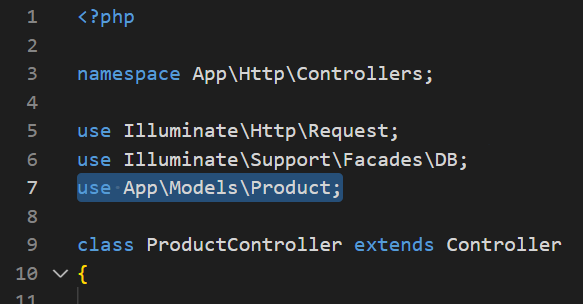 1 <?php
2
3 namespace App\Http\Controllers;
4
5 use Illuminate\Http\Request;
6 use Illuminate\Support\Facades\DB;
7 use App\Models\Product;
8
9 class ProductController extends Controller
10 {
11